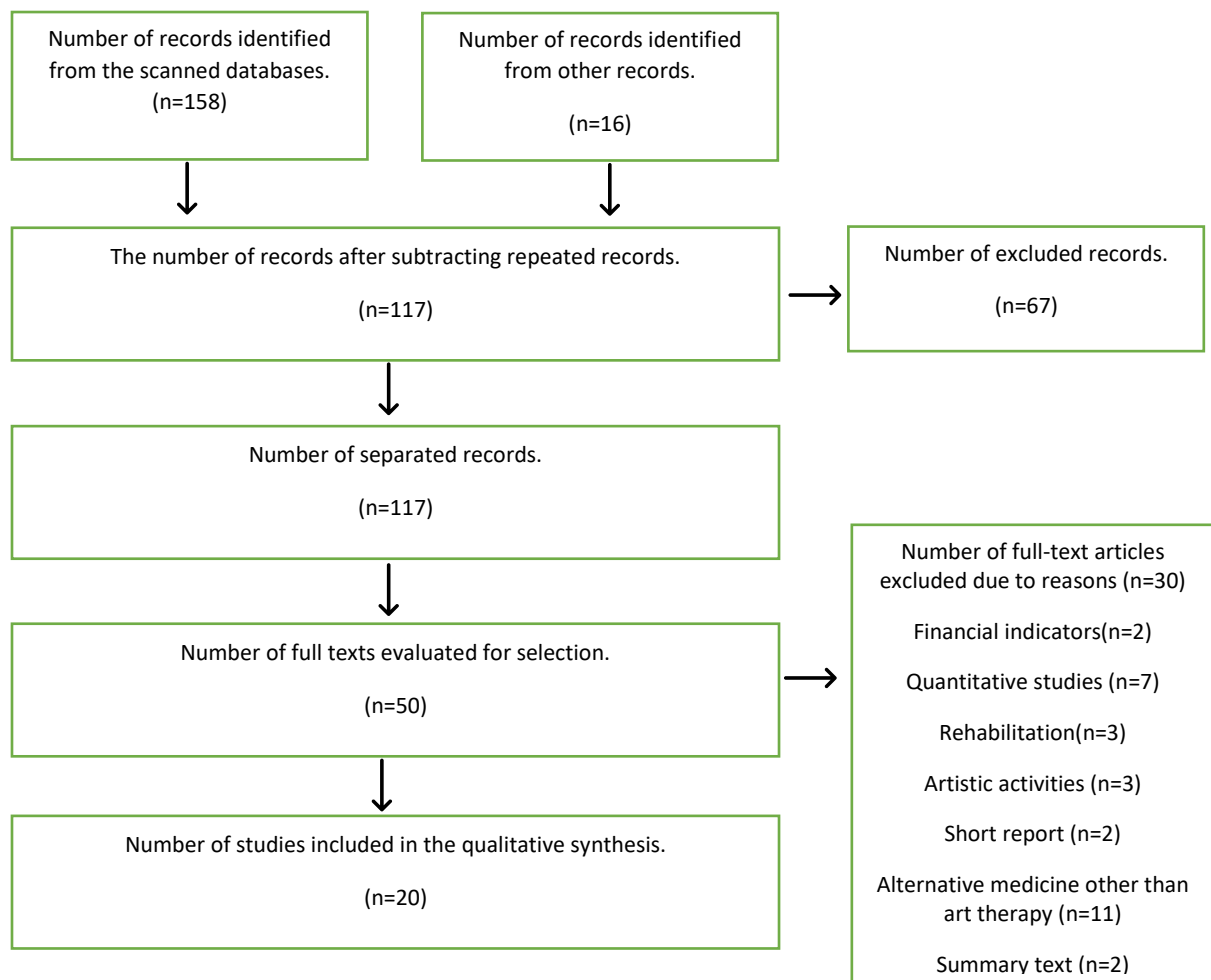 Number of records identified
from the scanned databases.
(n=158)
Number of records identified
from other records.
(n=16)
The number of records after subtracting repeated records.
(n=117)
Number of excluded records.
(n=67)
Number of separated records.
(n=117)
Number of full texts evaluated for selection.
(n=50)
Number of full-text articles
excluded due to reasons (n=30)
Financial indicators(n=2)
Quantitative studies (n=7)
Rehabilitation(n=3)
Artistic activities (n=3)
Short report (n=2)
Alternative medicine other than
art therapy (n=11)
Summary text (n=2)
Number of studies included in the qualitative synthesis.
(n=20)